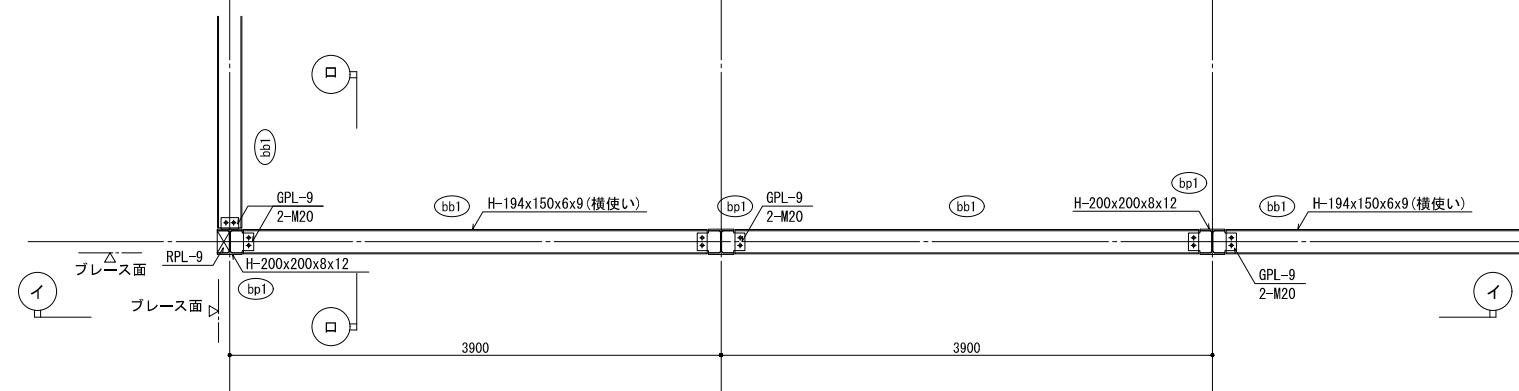 ロ
bb1
GPL-9
2-M20
bb1
H-194x150x6x9(横使い)
bp1
GPL-9
2-M20
bb1
bp1
H-200x200x8x12
bb1
H-194x150x6x9(横使い)
RPL-9
H-200x200x8x12
bp1
ブレース面
ブレース面
イ
ロ
GPL-9
2-M20
イ
3900
3900